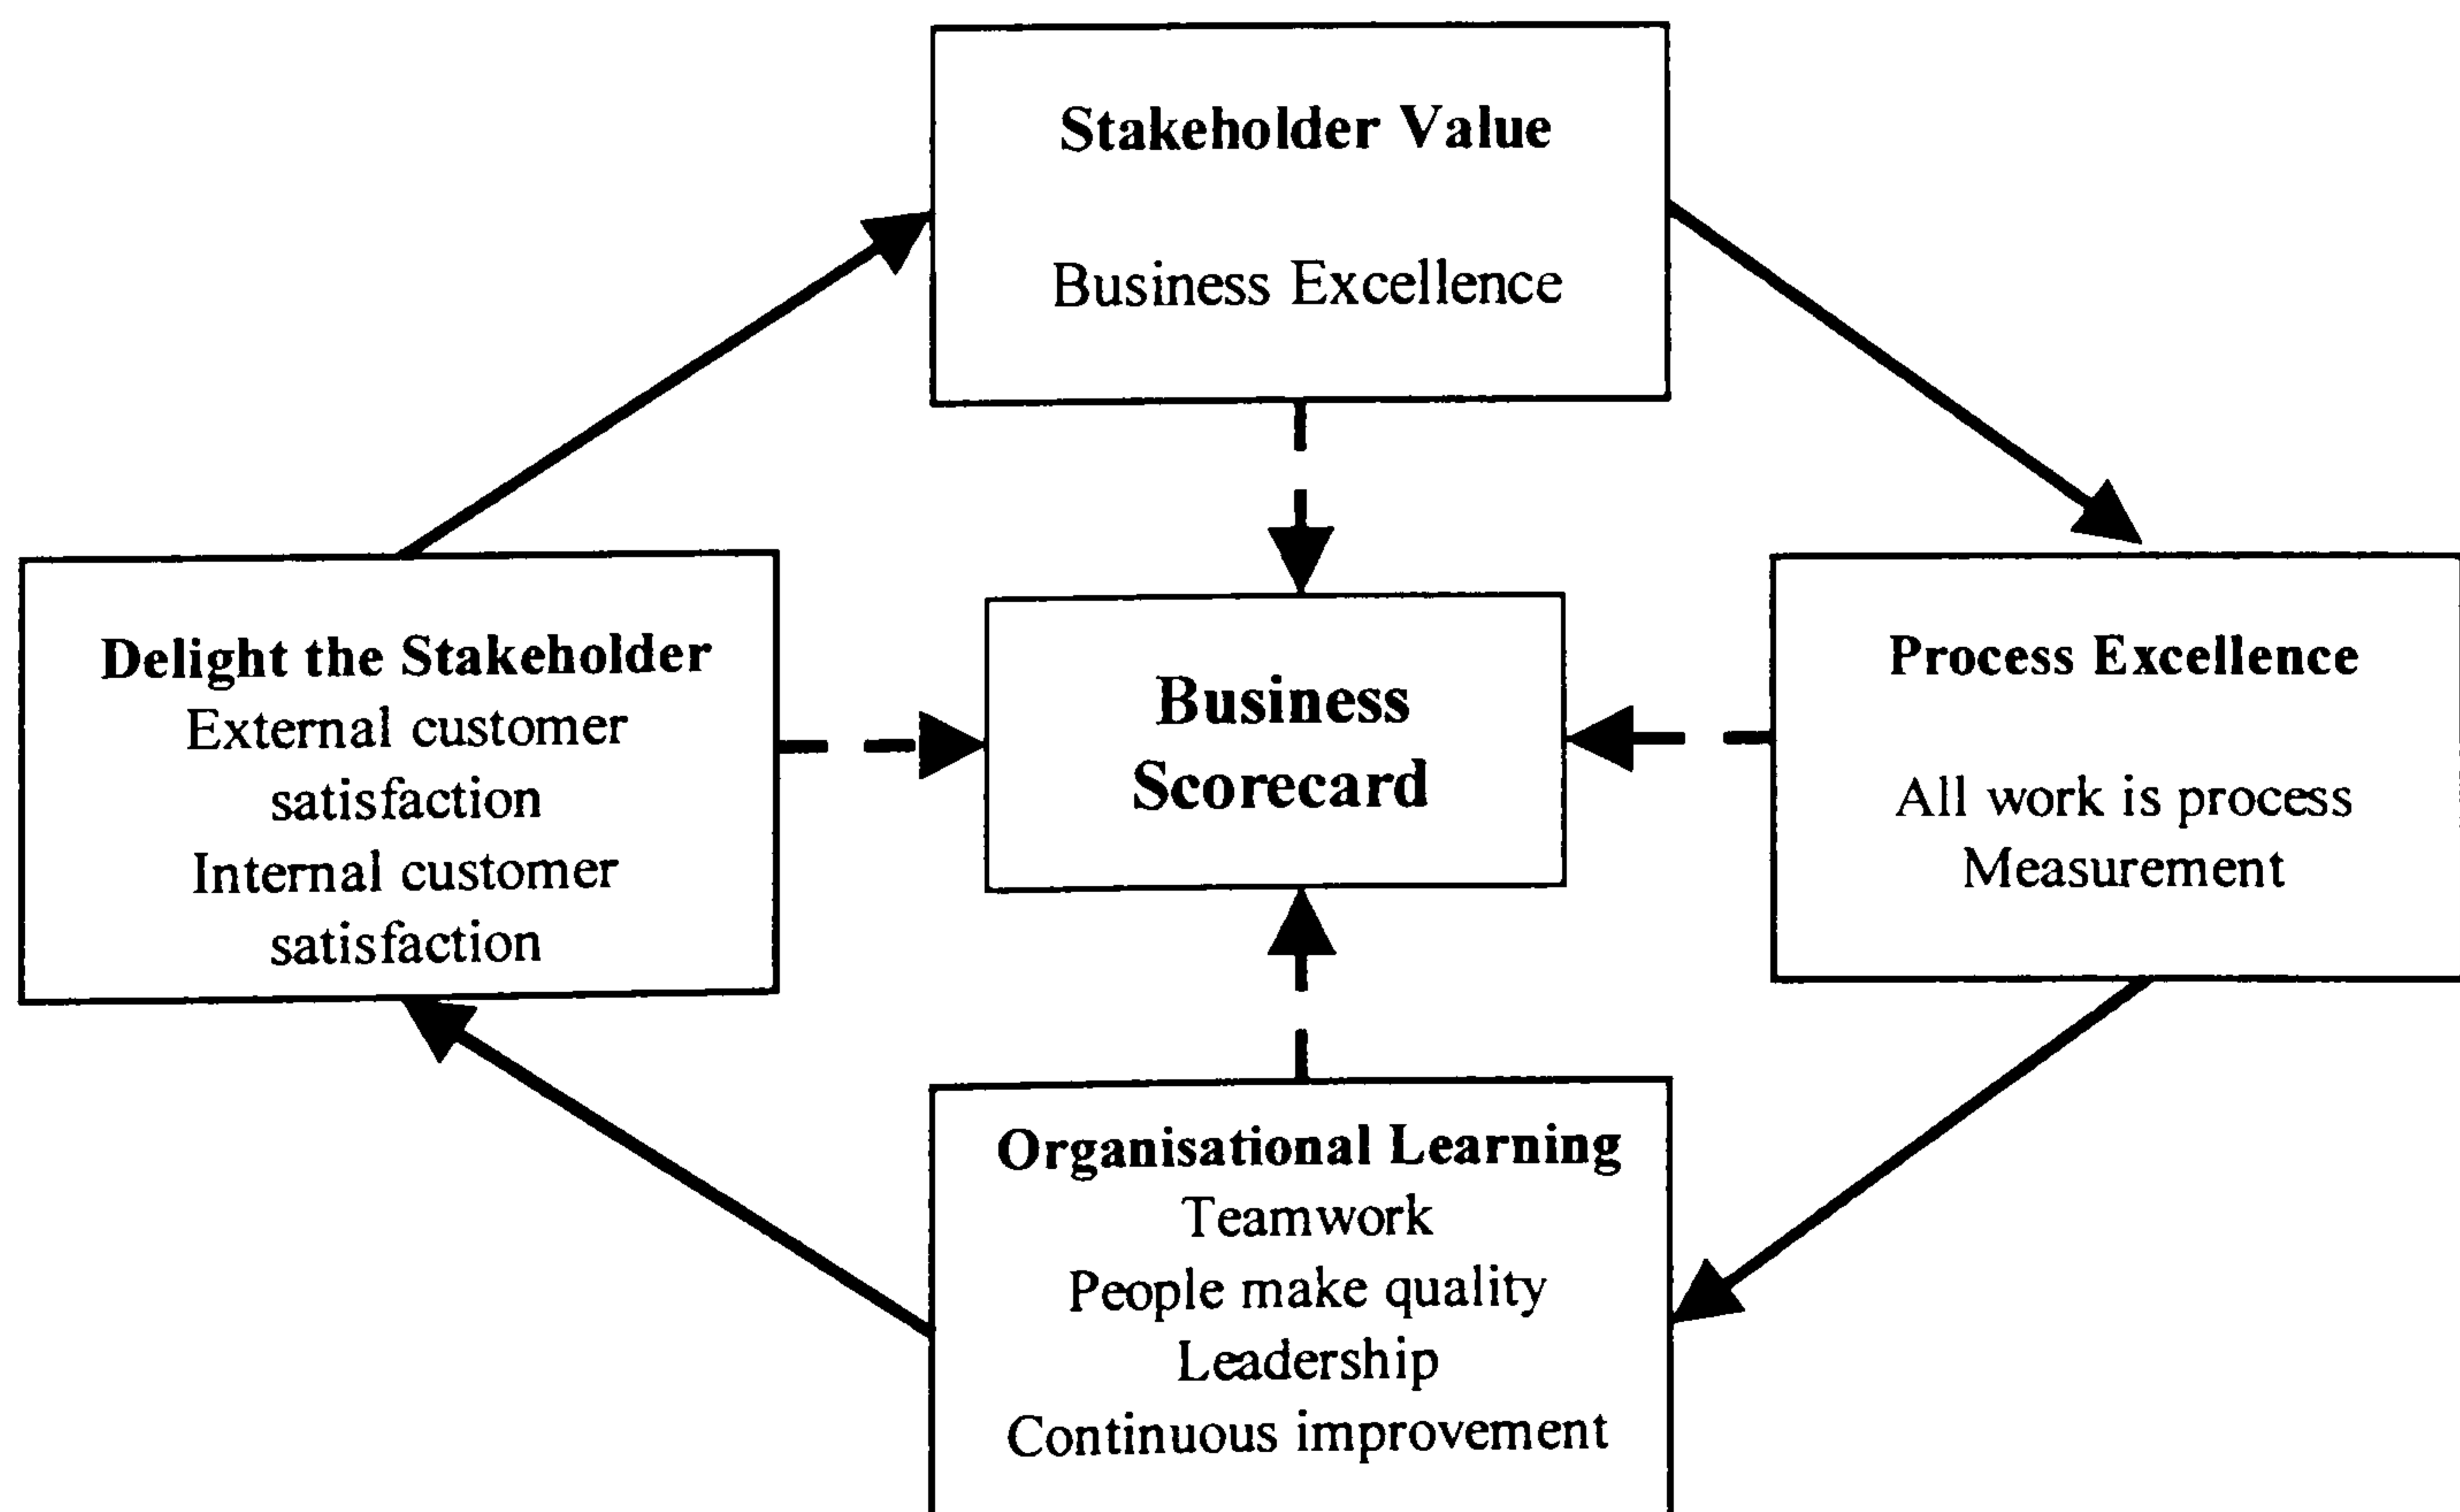 Stakeholder Value
Business Excellence
Delight the Stakeholder
External customer
satisfaction
Internal customer
satisfaction
Business
Scorecard
Process Excellence
All work is process
Measurement
Organisational Learning
Teamwork
People make quality
Leadership
Continuous improvement